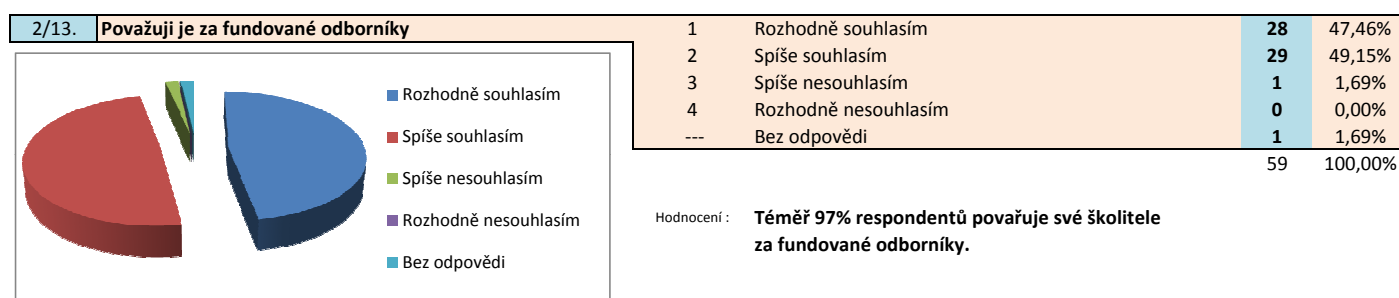 2/13. Považuji je za fundované odborníky
1 Rozhodně souhlasím 28 47,46%
2 Spíše souhlasím 29 49,15%
3 Spíše nesouhlasím 1 1,69%
4 Rozhodně nesouhlasím 0 0,00%
--- Bez odpovědi 1 1,69%
59 100,00%
Rozhodně souhlasím
Spíše souhlasím
Spíše nesouhlasím
Rozhodně nesouhlasím
Bez odpovědi
Hodnocení : Téměř 97% respondentů povařuje své školitele
za fundované odborníky.